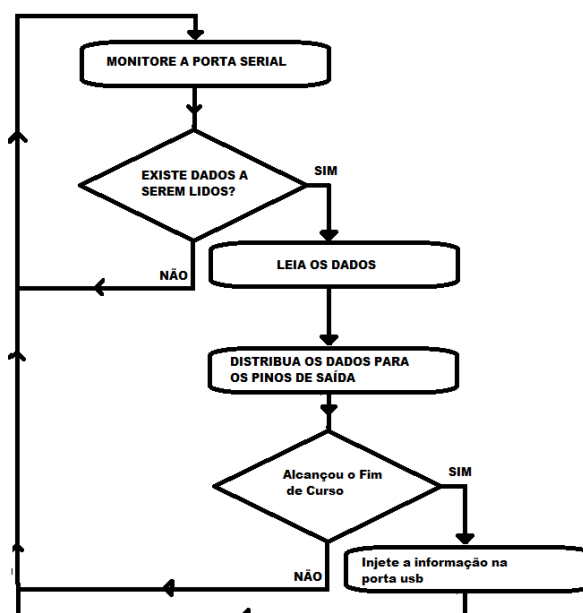 MONITORE A PORTA SERIAL
EXISTE DADOS A
SEREM LIDOS?
SIM
NÃO
LEIA OS DADOS
DISTRIBUA OS DADOS PARA
OS PINOS DE SAÍDA
Alcançou o Fim
de Curso
SIM
NÃO
Injete a informação na
porta usb